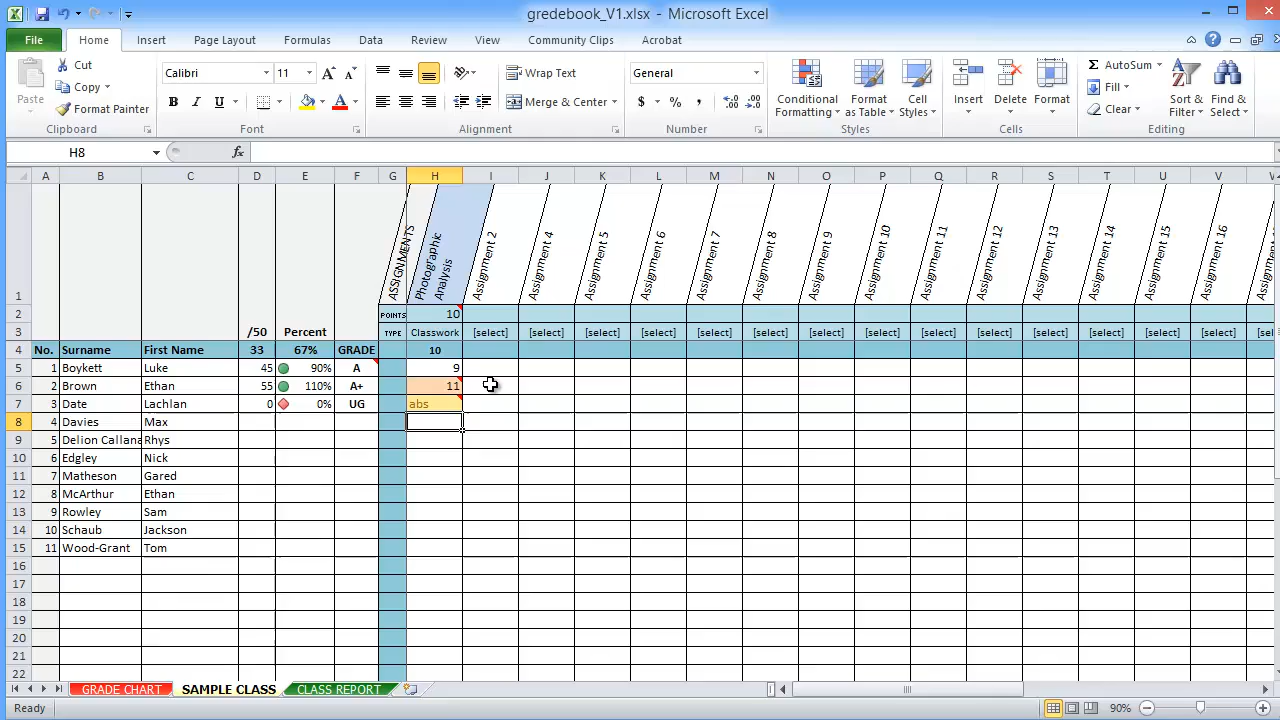 gredebook_V1.xlsx - Microsoft Excel
File Home Insert Page Layout Formulas Data Review View Community Clips Acrobat
Paste Cut Copy Format Painter
Calibri 11
B I U A
Wrap Text
Merge & Center
General
$ % ,
Conditional Formatting Format as Table Cell Styles
Insert Delete Format
AutoSum Fill Clear
Sort & Filter Find & Select
Clipboard Font Alignment Number Styles Cells Editing
H8 fx
A B C D E F G H I J K L M N O P Q R S T U V
1 ASSIGNMENTS Photographic Analysis Assignment 2 Assignment 4 Assignment 5 Assignment 6 Assignment 7 Assignment 8 Assignment 9 Assignment 10 Assignment 11 Assignment 12 Assignment 13 Assignment 14 Assignment 15 Assignment 16
2 POINTS 10
3 /50 Percent TYPE Classwork [select] [select] [select] [select] [select] [select] [select] [select] [select] [select] [select] [select] [select] [select]
4 No. Surname First Name 33 67% GRADE 10
5 1 Boykett Luke 45 90% A 9
6 2 Brown Ethan 55 110% A+ 11
7 3 Date Lachlan 0 0% UG abs
8 4 Davies Max
9 5 Delion Callana Rhys
10 6 Edgley Nick
11 7 Matheson Gared
12 8 McArthur Ethan
13 9 Rowley Sam
14 10 Schaub Jackson
15 11 Wood-Grant Tom
16
17
18
19
20
21
22
GRADE CHART SAMPLE CLASS CLASS REPORT
Ready 90%